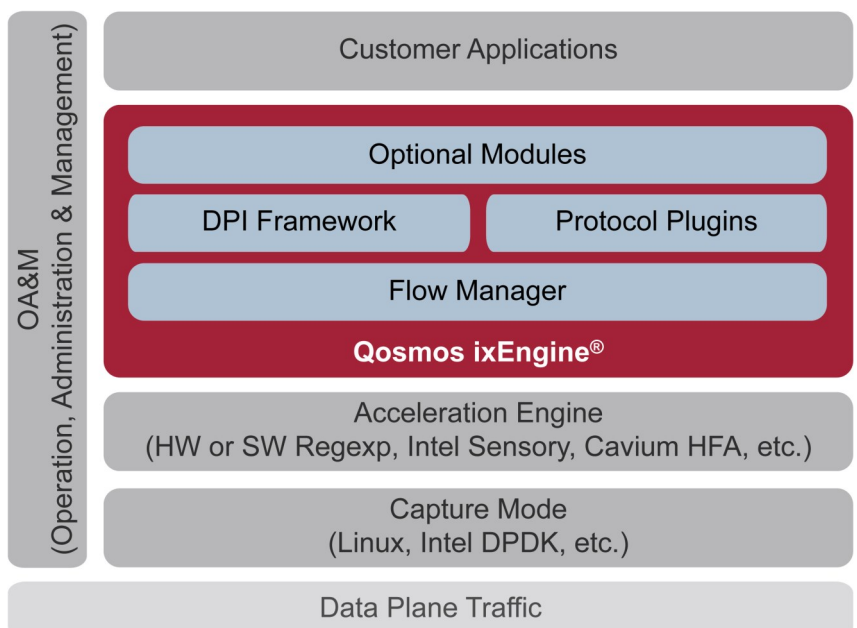 OA&M
(Operation, Administration & Management)
Customer Applications
Optional Modules
DPI Framework
Protocol Plugins
Flow Manager
Qosmos ixEngine®
Acceleration Engine
(HW or SW Regexp, Intel Sensory, Cavium HFA, etc.)
Capture Mode
(Linux, Intel DPDK, etc.)
Data Plane Traffic